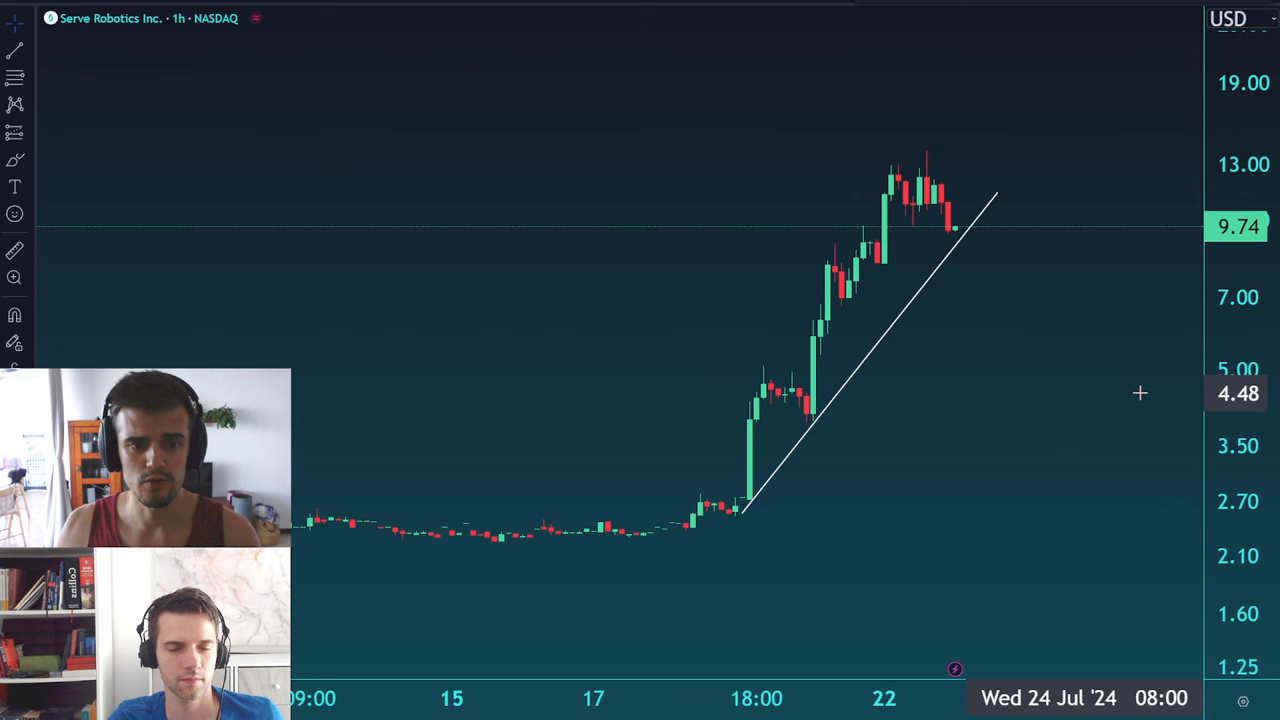 Serve Robotics Inc. · 1h · NASDAQ
USD
19.00
13.00
9.74
7.00
5.00
4.48
3.50
2.70
2.10
1.60
1.25
T
Collins
09:00 15 17 18:00 22 Wed 24 Jul '24 08:00